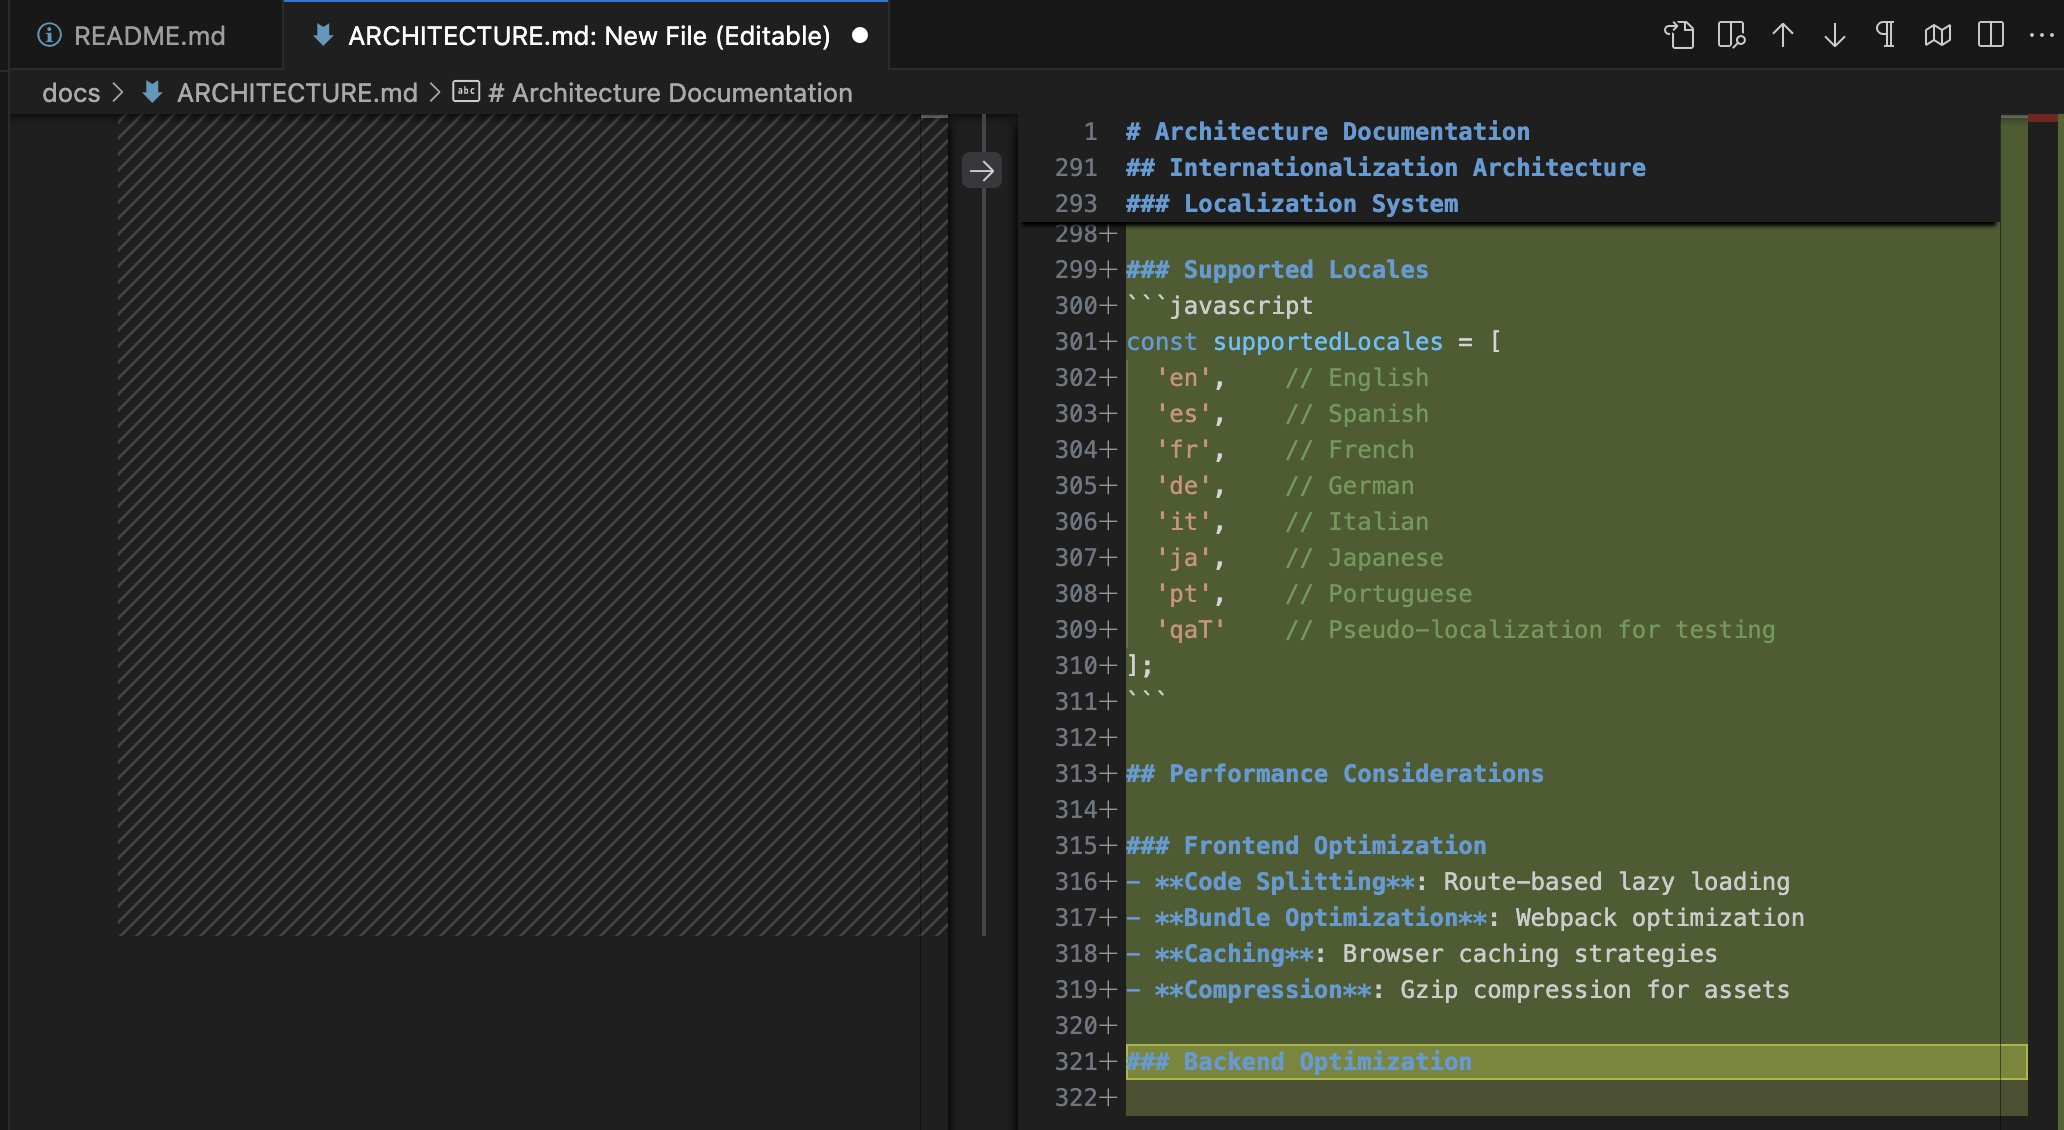 README.md
ARCHITECTURE.md: New File (Editable)
docs > ARCHITECTURE.md > abc # Architecture Documentation
1 # Architecture Documentation
291 ## Internationalization Architecture
293 ### Localization System
298+
299+ ### Supported Locales
300+ ```javascript
301+ const supportedLocales = [
302+   'en',    // English
303+   'es',    // Spanish
304+   'fr',    // French
305+   'de',    // German
306+   'it',    // Italian
307+   'ja',    // Japanese
308+   'pt',    // Portuguese
309+   'qaT'    // Pseudo-localization for testing
310+ ];
311+ ```
312+
313+ ## Performance Considerations
314+
315+ ### Frontend Optimization
316+ - **Code Splitting**: Route-based lazy loading
317+ - **Bundle Optimization**: Webpack optimization
318+ - **Caching**: Browser caching strategies
319+ - **Compression**: Gzip compression for assets
320+
321+ ### Backend Optimization
322+